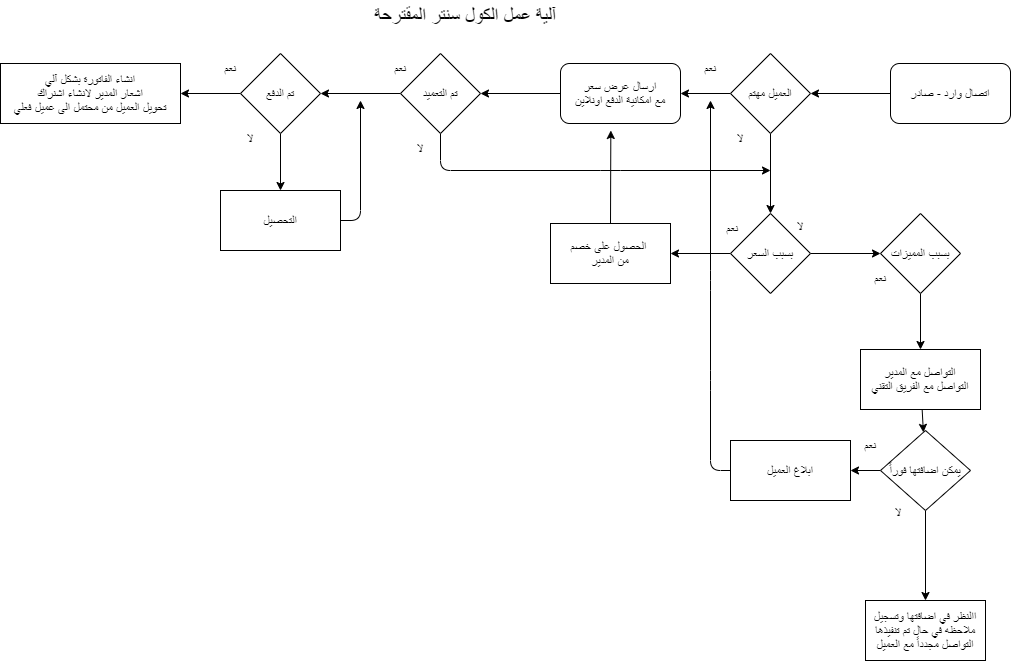 آلية عمل الكول سنتر المقترحة
اتصال وارد - صادر
العميل مهتم
نعم
لا
ارسال عرض سعر
مع امكانية الدفع اونلاين
تم التعميد
نعم
لا
تم الدفع
نعم
لا
انشاء الفاتورة بشكل آلي
اشعار المدير لانشاء اشتراك
تحويل العميل من محتمل الى عميل فعلي
التحصيل
بسبب السعر
نعم
لا
الحصول على خصم
من المدير
بسبب المميزات
نعم
التواصل مع المدير
التواصل مع الفريق التقني
يمكن اضافتها فوراً
نعم
لا
ابلاغ العميل
االنظر في اضافتها وتسجيل
ملاحظه في حال تم تنفيذها
التواصل مجدداً مع العميل